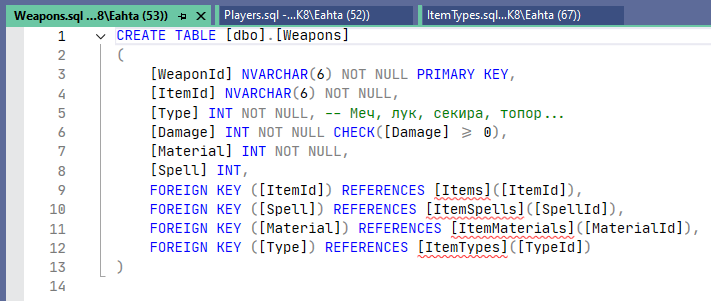 Weapons.sql ...8\Eahta (53))
Players.sql -...K8\Eahta (52))
ItemTypes.sql...K8\Eahta (67))
1 CREATE TABLE [dbo].[Weapons]
2 (
3 [WeaponId] NVARCHAR(6) NOT NULL PRIMARY KEY,
4 [ItemId] NVARCHAR(6) NOT NULL,
5 [Type] INT NOT NULL, -- Меч, лук, секира, топор...
6 [Damage] INT NOT NULL CHECK([Damage] ⩾ 0),
7 [Material] INT NOT NULL,
8 [Spell] INT,
9 FOREIGN KEY ([ItemId]) REFERENCES [Items]([ItemId]),
10 FOREIGN KEY ([Spell]) REFERENCES [ItemSpells]([SpellId]),
11 FOREIGN KEY ([Material]) REFERENCES [ItemMaterials]([MaterialId]),
12 FOREIGN KEY ([Type]) REFERENCES [ItemTypes]([TypeId])
13 )
14